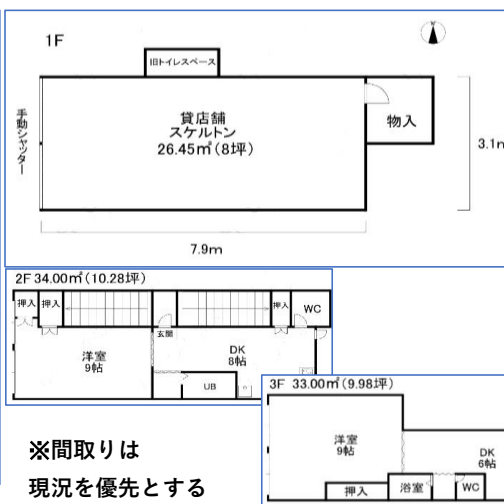 1F
旧トイレスペース
手動シャッター
貸店舗
スケルトン
26.45㎡(8坪)
物入
3.1m
7.9m
2F 34.00㎡(10.28坪)
押入
押入
押入
WC
玄関
洋室
9帖
DK
8帖
UB
3F 33.00㎡(9.98坪)
洋室
9帖
DK
6帖
押入
浴室
WC
※間取りは
現況を優先とする